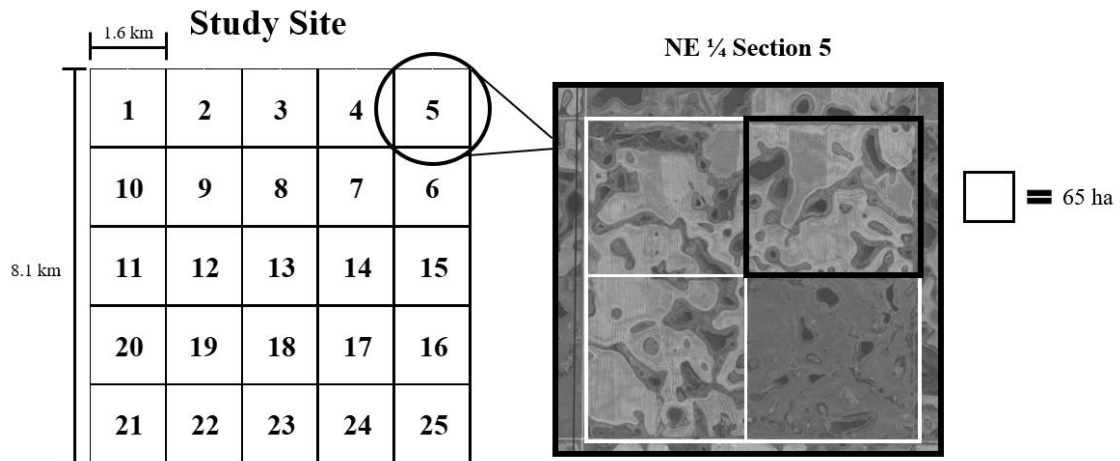 Study Site
1.6 km
NE ¼ Section 5
1 2 3 4 5
10 9 8 7 6
11 12 13 14 15
20 19 18 17 16
21 22 23 24 25
8.1 km
= 65 ha